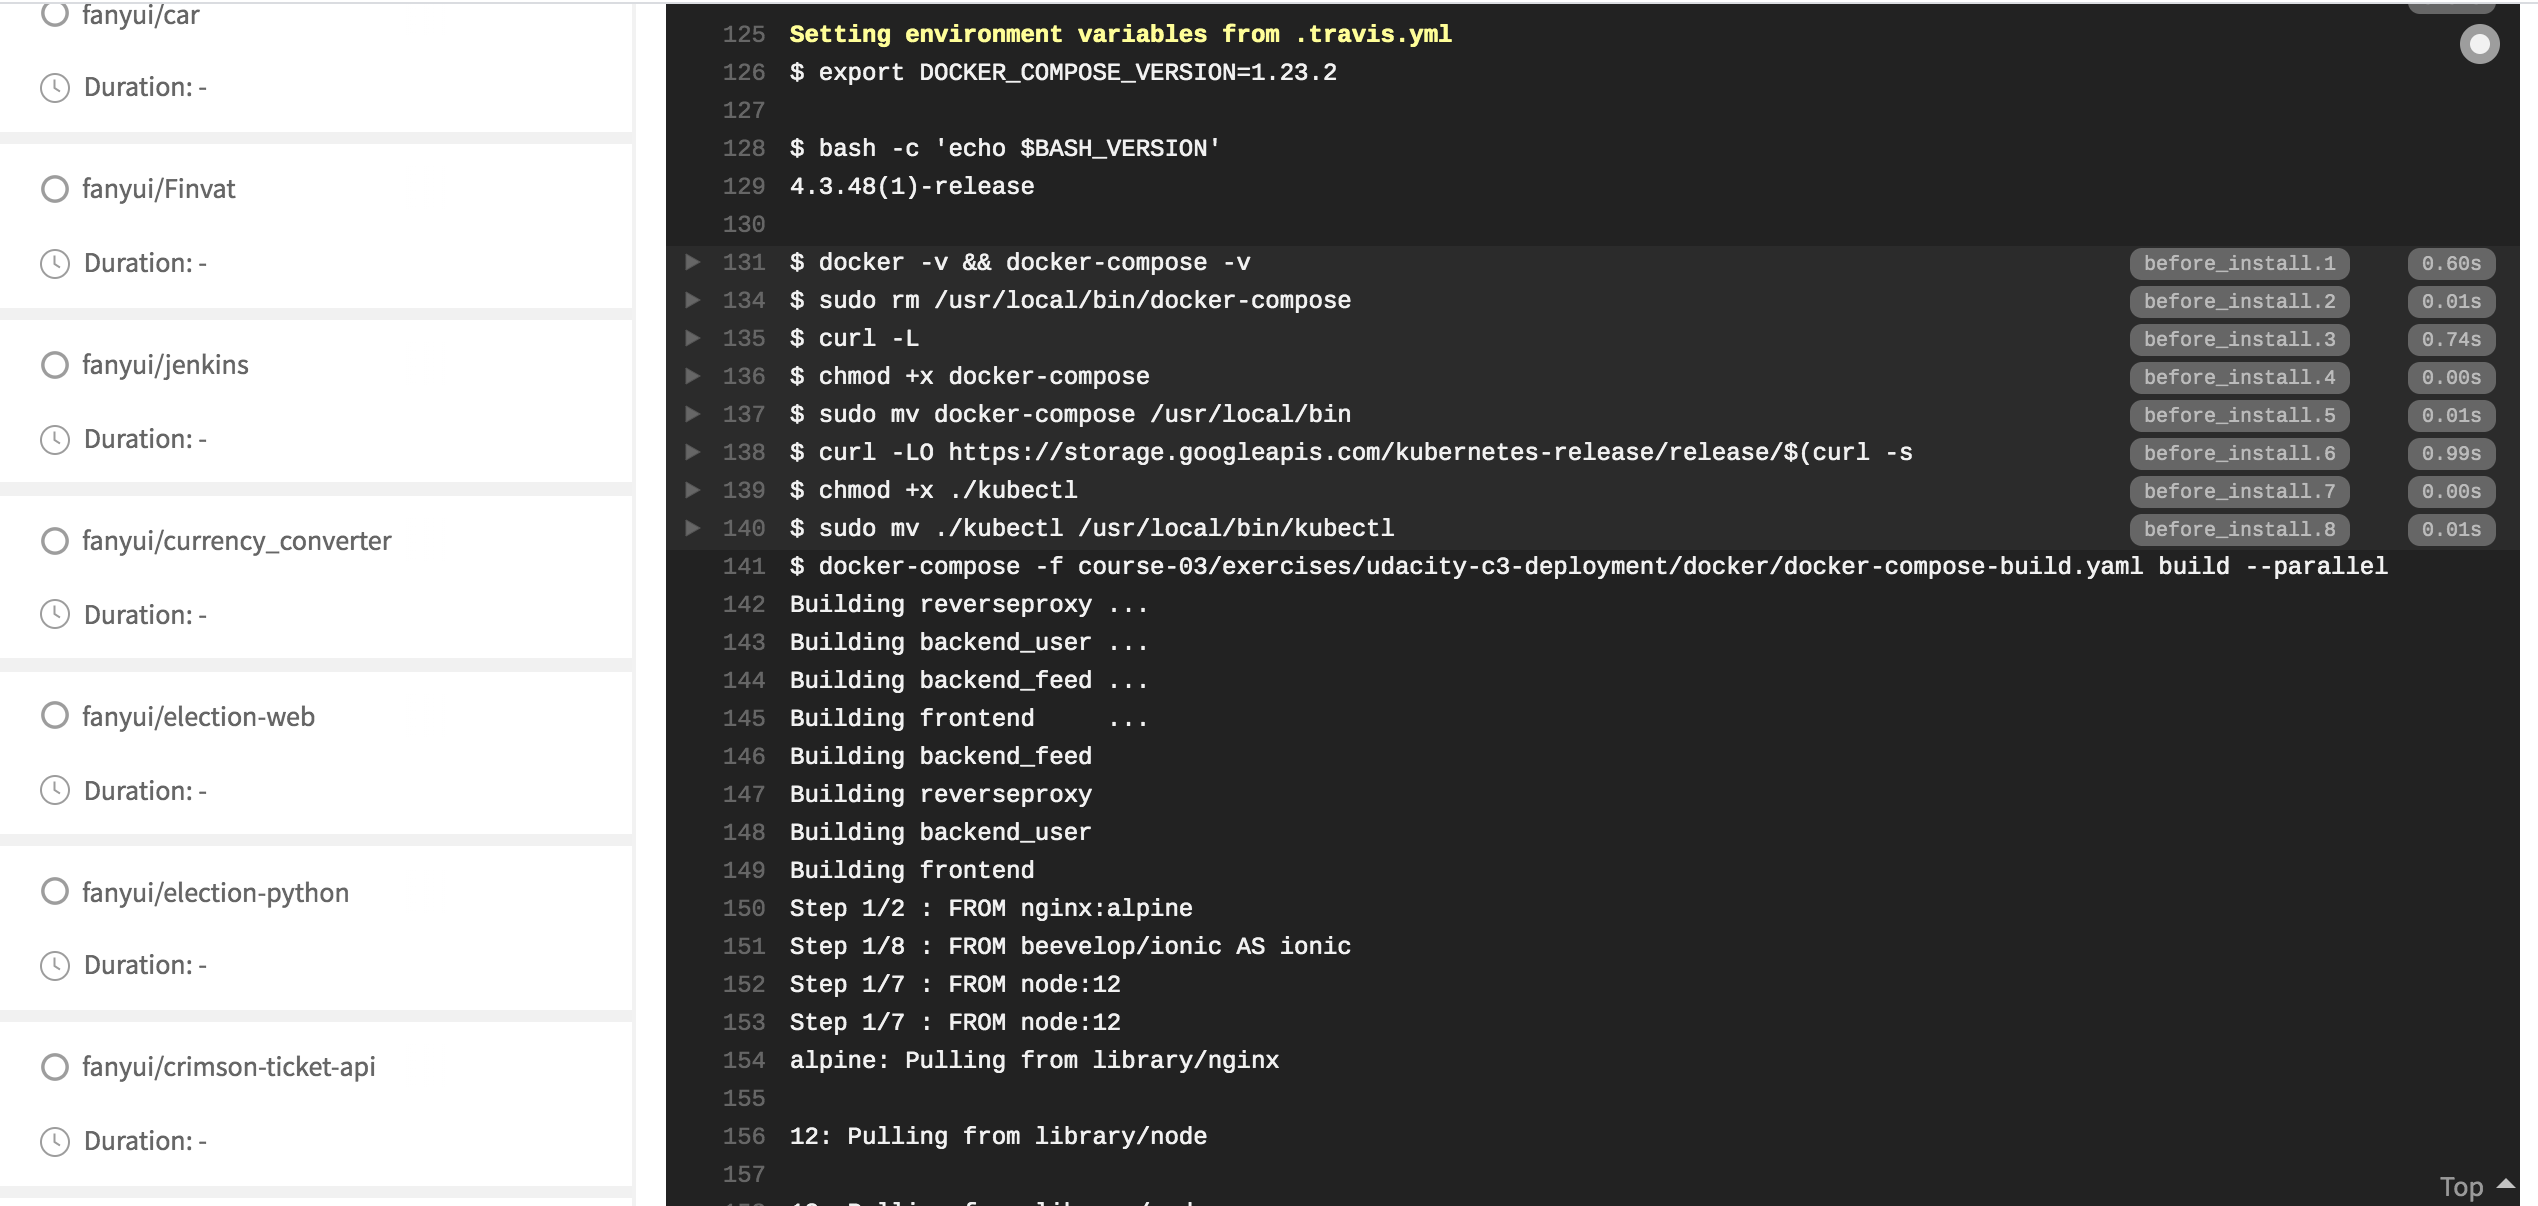 fanyui/car
Duration: -
fanyui/Finvat
Duration: -
fanyui/jenkins
Duration: -
fanyui/currency_converter
Duration: -
fanyui/election-web
Duration: -
fanyui/election-python
Duration: -
fanyui/crimson-ticket-api
Duration: -
125 Setting environment variables from .travis.yml
126 $ export DOCKER_COMPOSE_VERSION=1.23.2
127
128 $ bash -c 'echo $BASH_VERSION'
129 4.3.48(1)-release
130
131 $ docker -v && docker-compose -v before_install.1 0.60s
134 $ sudo rm /usr/local/bin/docker-compose before_install.2 0.01s
135 $ curl -L before_install.3 0.74s
136 $ chmod +x docker-compose before_install.4 0.00s
137 $ sudo mv docker-compose /usr/local/bin before_install.5 0.01s
138 $ curl -LO https://storage.googleapis.com/kubernetes-release/release/$(curl -s before_install.6 0.99s
139 $ chmod +x ./kubectl before_install.7 0.00s
140 $ sudo mv ./kubectl /usr/local/bin/kubectl before_install.8 0.01s
141 $ docker-compose -f course-03/exercises/udacity-c3-deployment/docker/docker-compose-build.yaml build --parallel
142 Building reverseproxy ...
143 Building backend_user ...
144 Building backend_feed ...
145 Building frontend     ...
146 Building backend_feed
147 Building reverseproxy
148 Building backend_user
149 Building frontend
150 Step 1/2 : FROM nginx:alpine
151 Step 1/8 : FROM beevelop/ionic AS ionic
152 Step 1/7 : FROM node:12
153 Step 1/7 : FROM node:12
154 alpine: Pulling from library/nginx
155
156 12: Pulling from library/node
157
Top